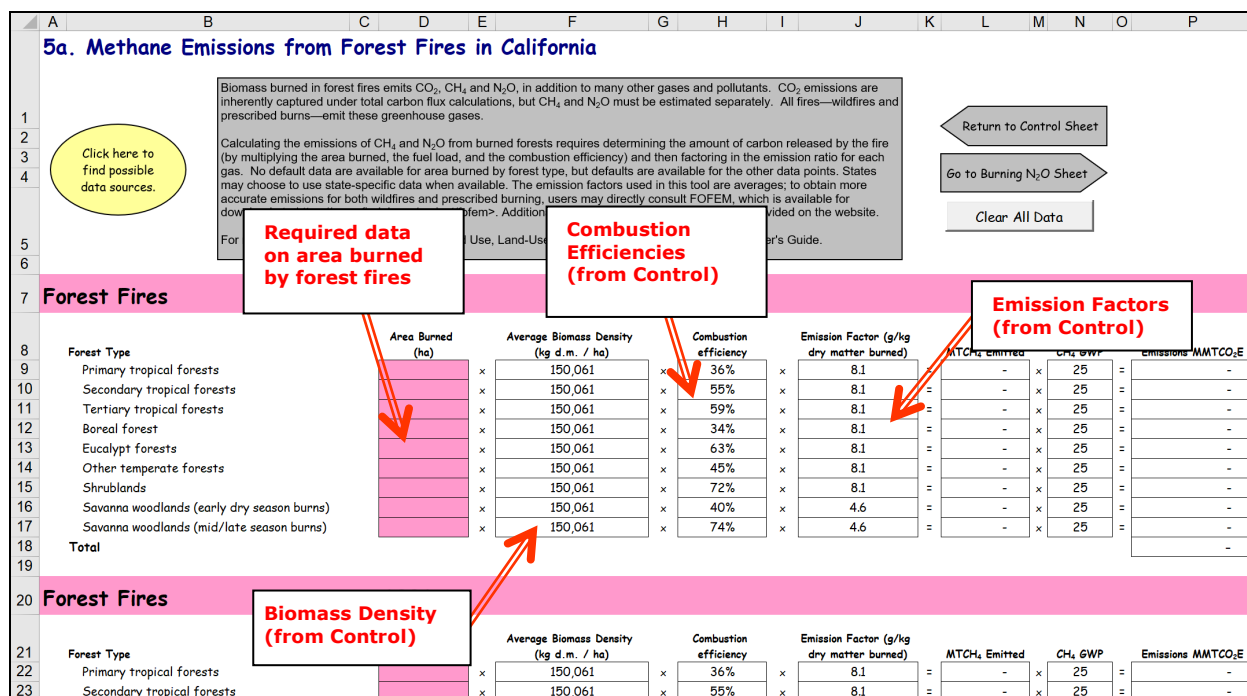 A B C D E F G H I J K L M N O P
5a. Methane Emissions from Forest Fires in California
Biomass burned in forest fires emits CO₂, CH₄ and N₂O, in addition to many other gases and pollutants. CO₂ emissions are
inherently captured under total carbon flux calculations, but CH₄ and N₂O must be estimated separately. All fires—wildfires and
prescribed burns—emit these greenhouse gases.
Calculating the emissions of CH₄ and N₂O from burned forests requires determining the amount of carbon released by the fire
(by multiplying the area burned, the fuel load, and the combustion efficiency) and then factoring in the emission ratio for each
gas. No default data are available for area burned by forest type, but defaults are available for the other data points. States
may choose to use state-specific data when available. The emission factors used in this tool are averages; to obtain more
accurate emissions for both wildfires and prescribed burning, users may directly consult FOFEM, which is available for
fofem>. Addition vided on the website.
For Use, Land-Use er's Guide.
Click here to
find possible
data sources.
Return to Control Sheet
Go to Burning N₂O Sheet
Clear All Data
1
2
3
4
5
6
Required data
on area burned
by forest fires
Combustion
Efficiencies
(from Control)
Emission Factors
(from Control)
7 Forest Fires
Area Burned Average Biomass Density Combustion Emission Factor (g/kg
8 Forest Type (ha) (kg d.m. / ha) efficiency dry matter burned) MTCH₄ Emitted CH₄ GWP Emissions MMTCO₂E
9 Primary tropical forests x 150,061 x 36% x 8.1 = - x 25 = -
10 Secondary tropical forests x 150,061 x 55% x 8.1 = - x 25 = -
11 Tertiary tropical forests x 150,061 x 59% x 8.1 = - x 25 = -
12 Boreal forest x 150,061 x 34% x 8.1 = - x 25 = -
13 Eucalypt forests x 150,061 x 63% x 8.1 = - x 25 = -
14 Other temperate forests x 150,061 x 45% x 8.1 = - x 25 = -
15 Shrublands x 150,061 x 72% x 8.1 = - x 25 = -
16 Savanna woodlands (early dry season burns) x 150,061 x 40% x 4.6 = - x 25 = -
17 Savanna woodlands (mid/late season burns) x 150,061 x 74% x 4.6 = - x 25 = -
18 Total -
19
20 Forest Fires
Biomass Density
(from Control)
Average Biomass Density Combustion Emission Factor (g/kg
21 Forest Type (kg d.m. / ha) efficiency dry matter burned) MTCH₄ Emitted CH₄ GWP Emissions MMTCO₂E
22 Primary tropical forests x 150,061 x 36% x 8.1 = - x 25 = -
23 Secondary tropical forests x 150,061 x 55% x 8.1 = - x 25 = -